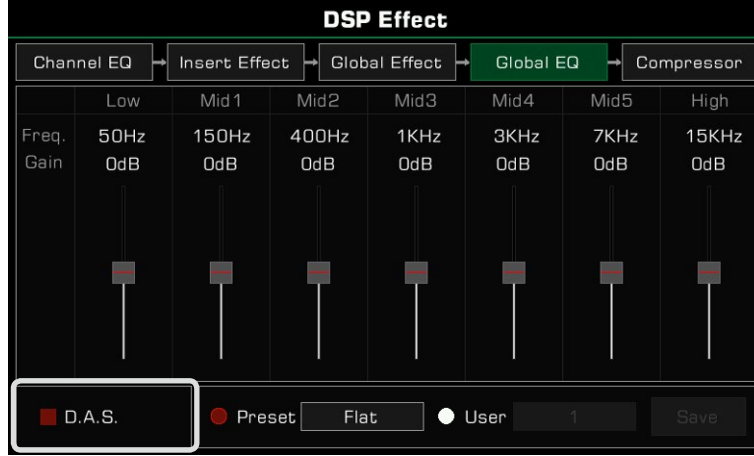 DSP Effect
Channel EQ Insert Effect Global Effect Global EQ Compressor
Low Mid1 Mid2 Mid3 Mid4 Mid5 High
Freq. 50Hz 150Hz 400Hz 1KHz 3KHz 7KHz 15KHz
Gain 0dB 0dB 0dB 0dB 0dB 0dB 0dB
D.A.S. Preset Flat User 1 Save